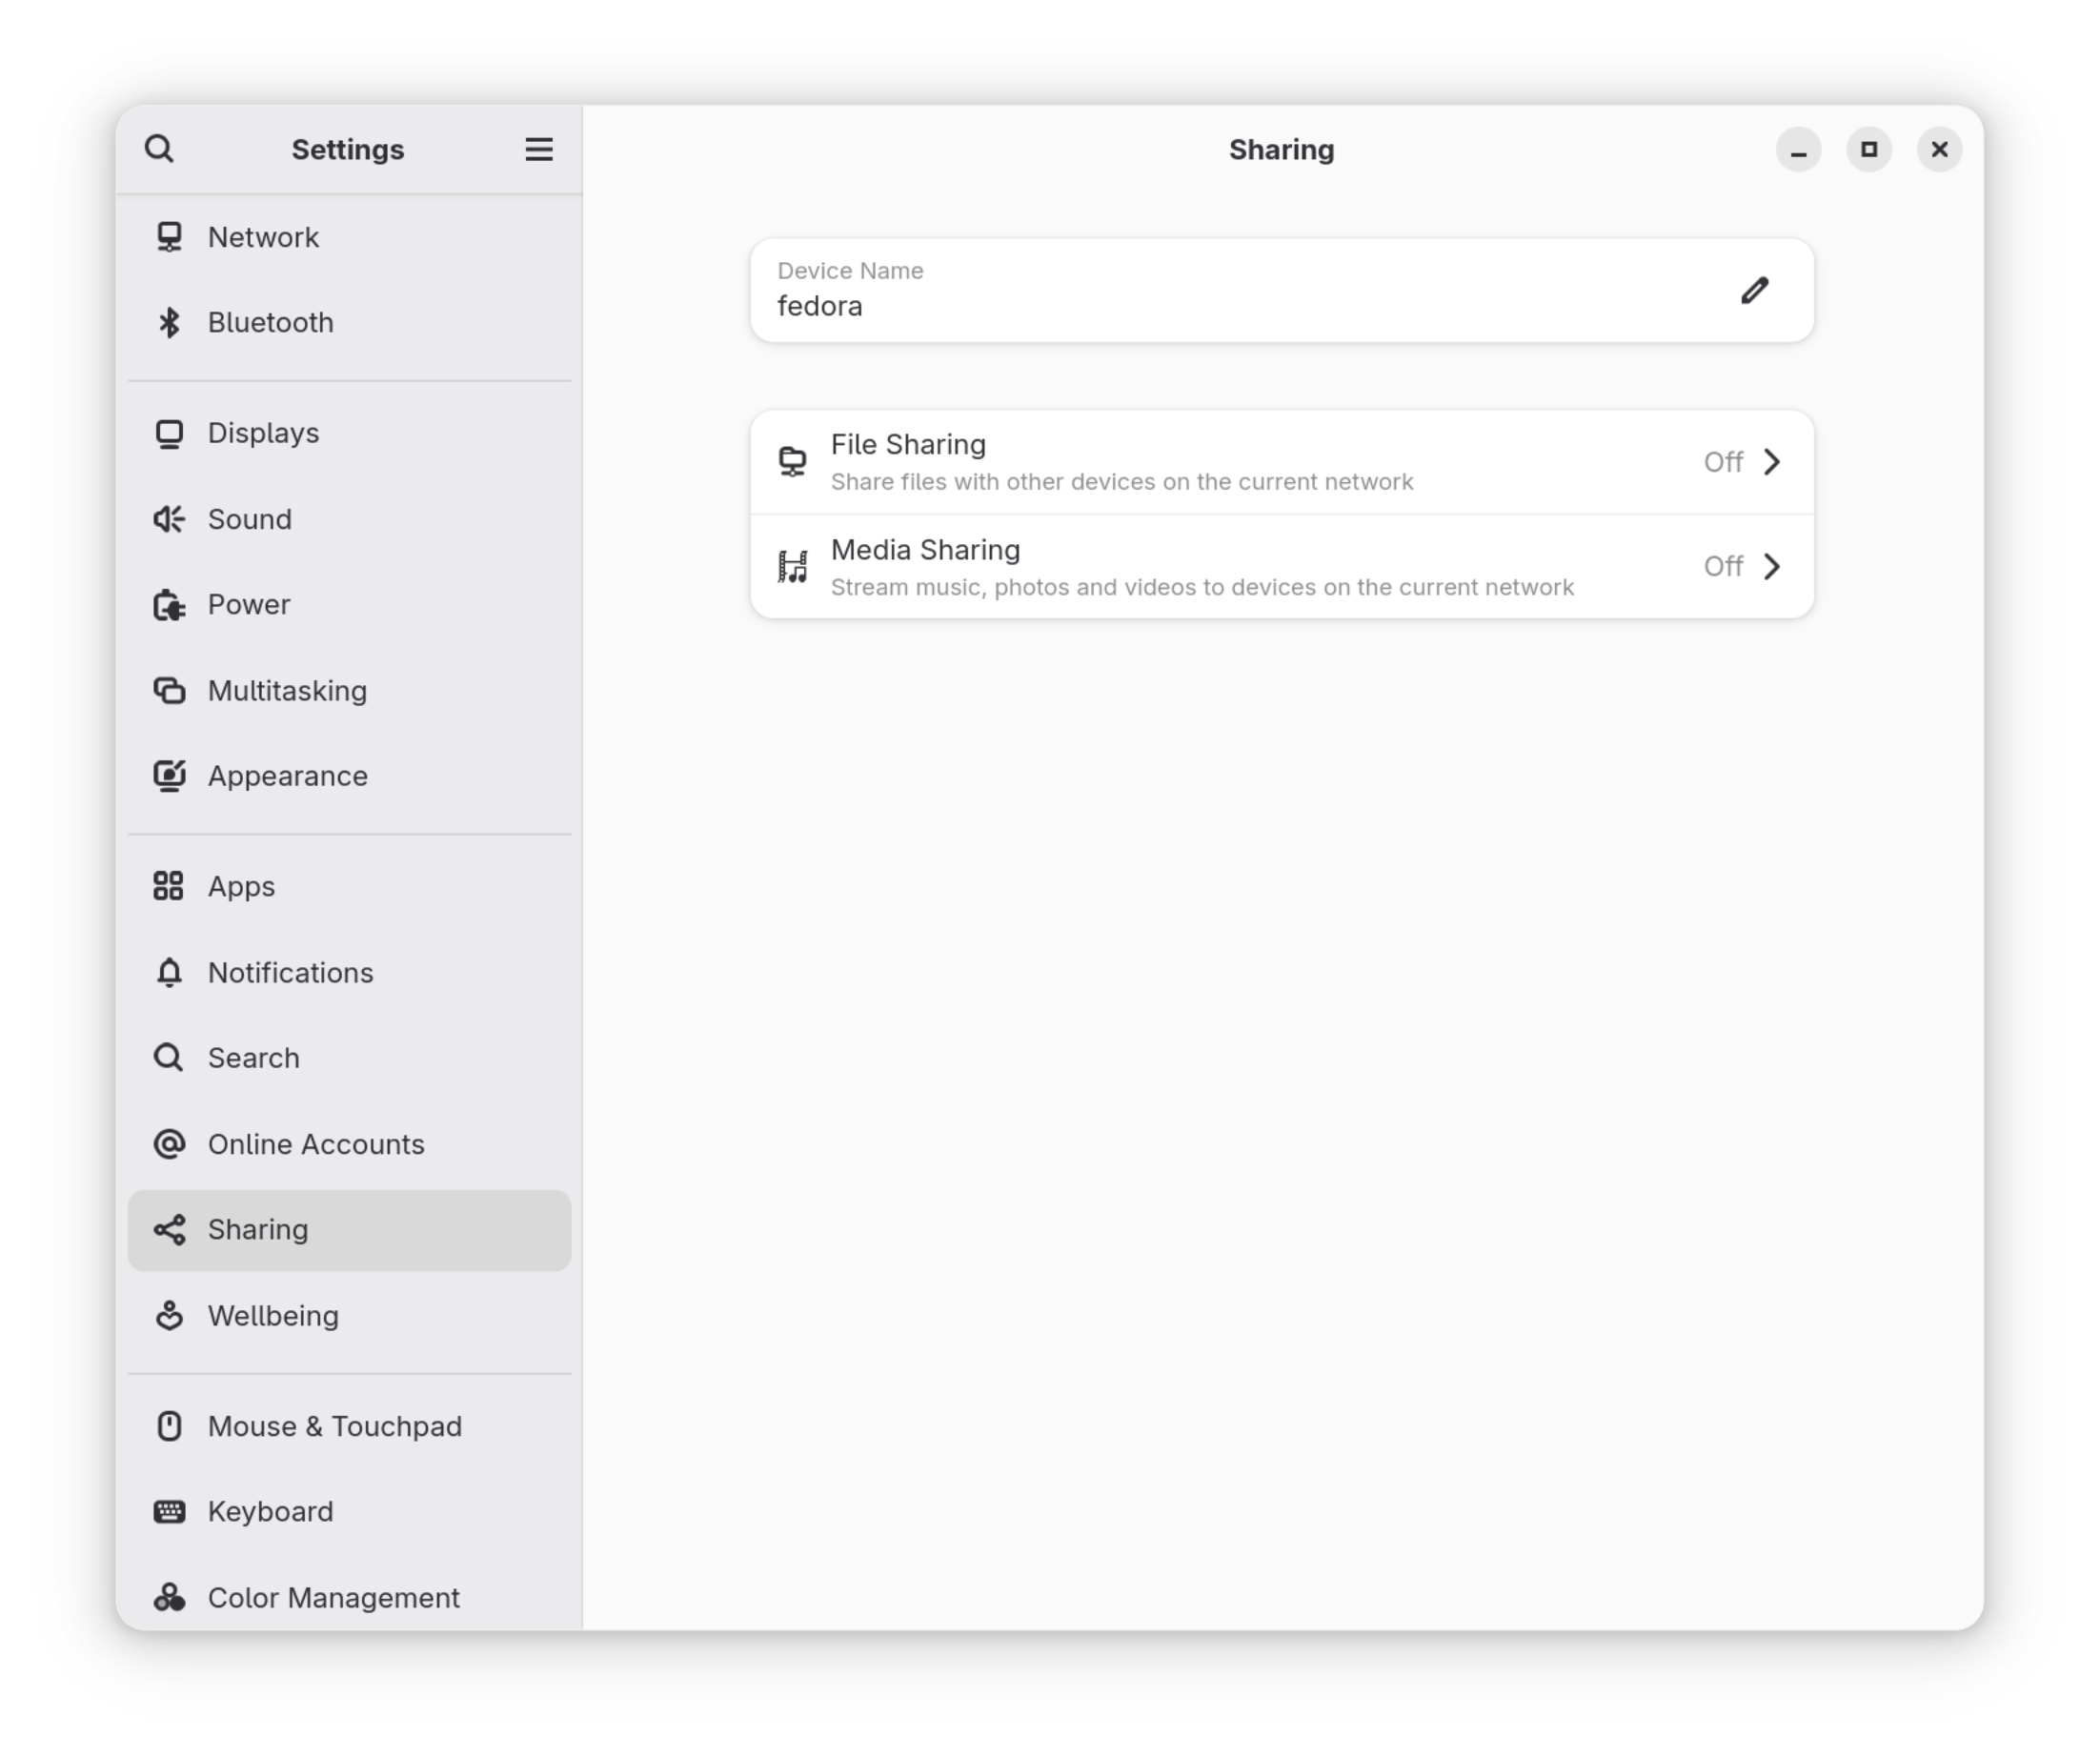 Settings
Network
Bluetooth
Displays
Sound
Power
Multitasking
Appearance
Apps
Notifications
Search
Online Accounts
Sharing
Wellbeing
Mouse & Touchpad
Keyboard
Color Management
Sharing
Device Name
fedora
File Sharing
Share files with other devices on the current network
Off
Media Sharing
Stream music, photos and videos to devices on the current network
Off